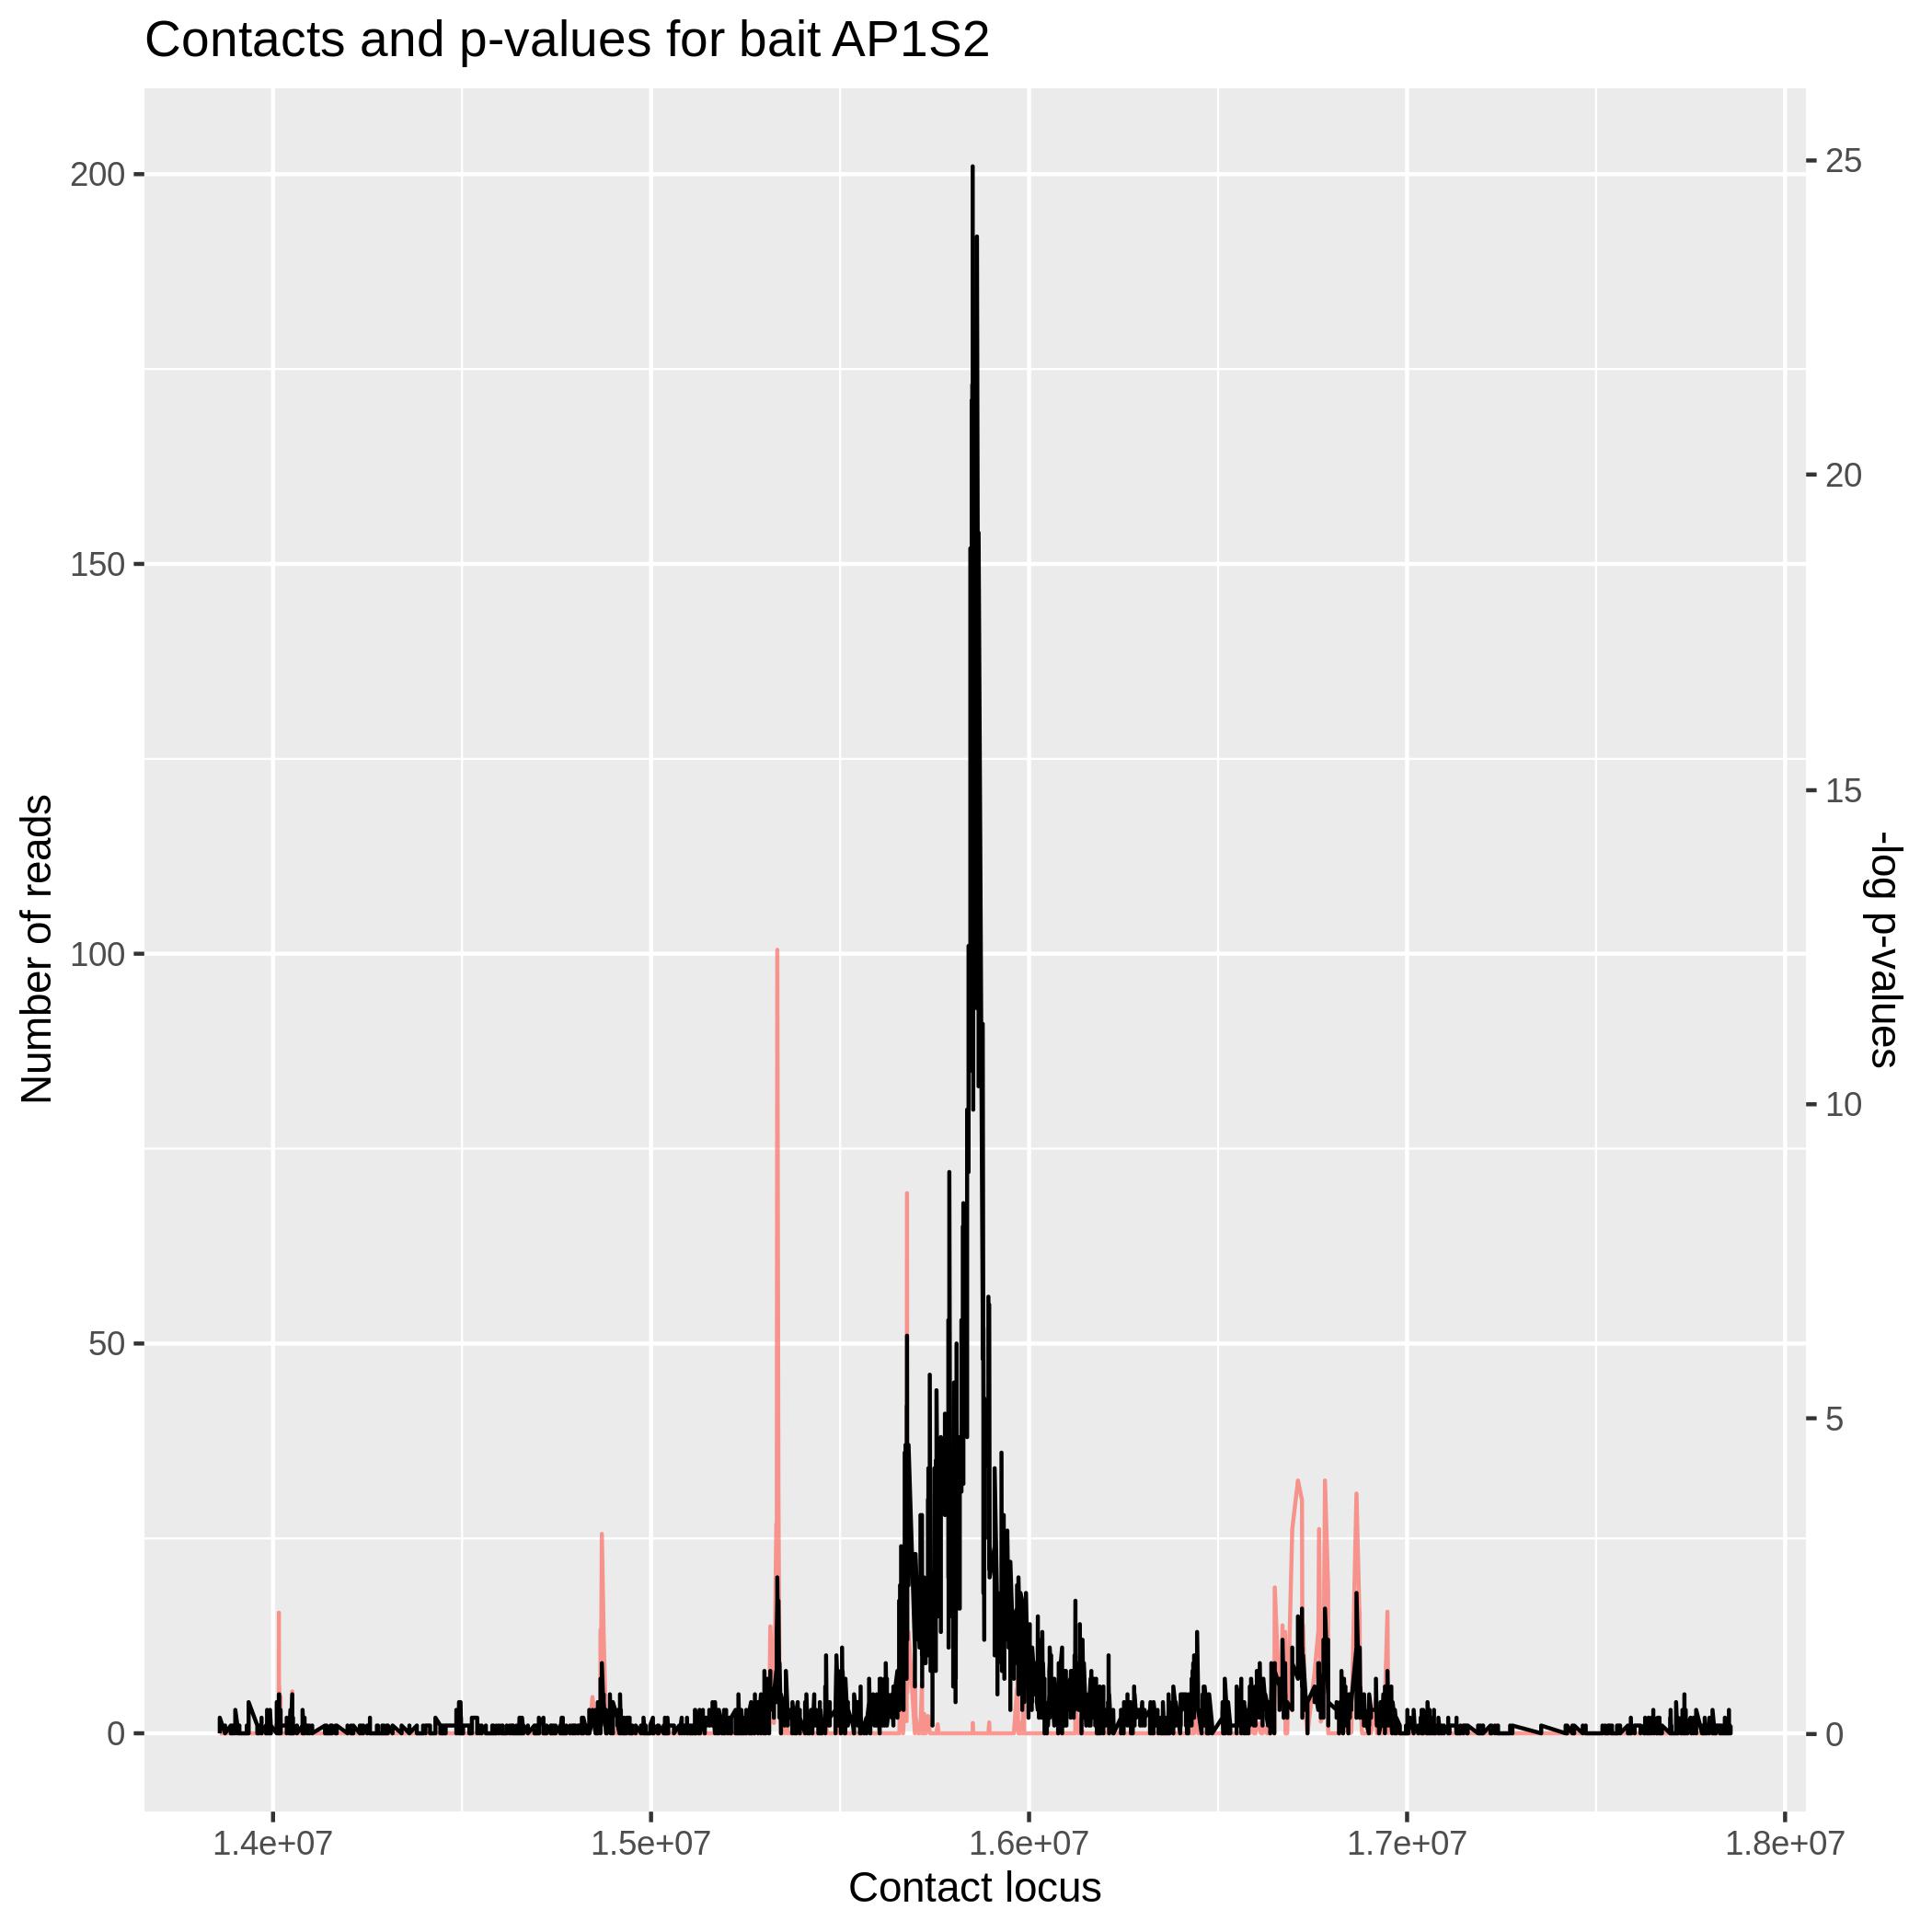 Contacts and p-values for bait AP1S2
200
150
100
50
0
Number of reads
25
20
15
10
5
0
-log p-values
1.4e+07
1.5e+07
1.6e+07
1.7e+07
1.8e+07
Contact locus